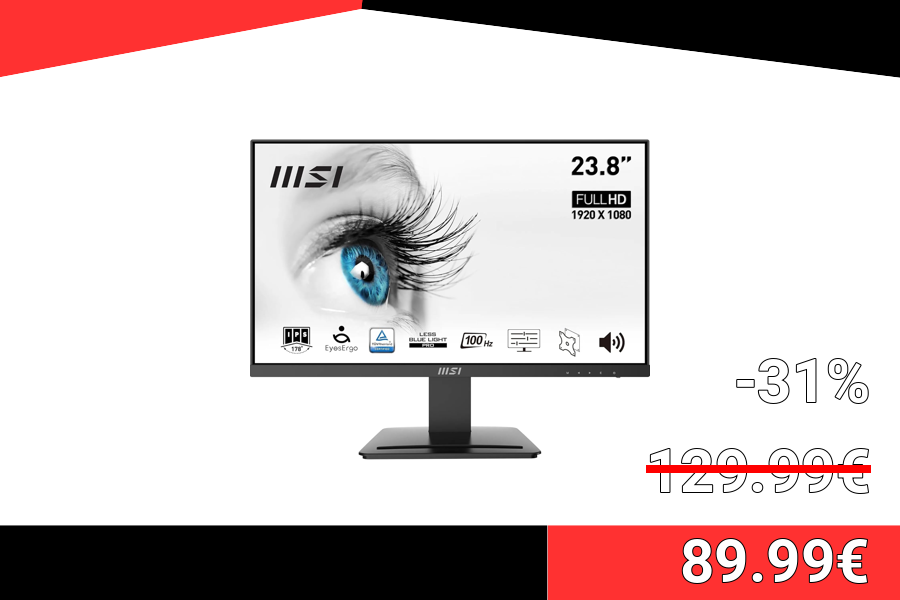 msi
23.8”
FULL HD
1920 X 1080
IPS
178°
EyesErgo
LESS
BLUE LIGHT
PRO
100Hz
msi
-31%
129.99€
89.99€